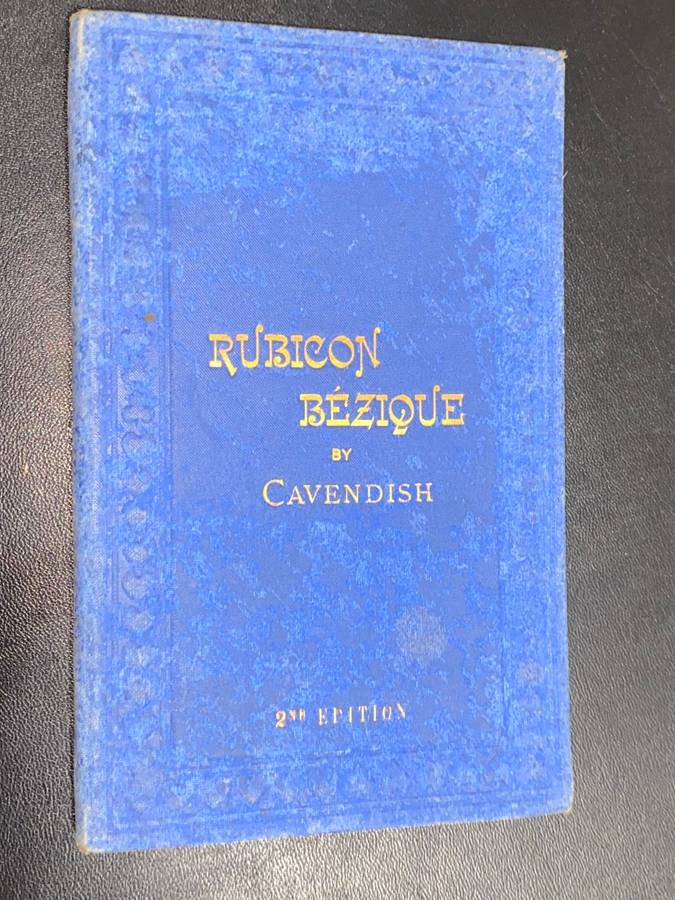 RUBICON
BÉZIQUE
BY
CAVENDISH
2ND EDITION